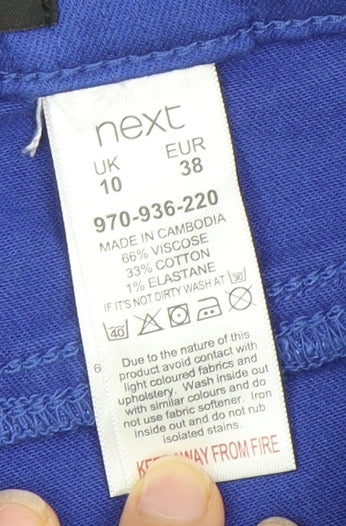 next
UK EUR
10 38
970-936-220
MADE IN CAMBODIA
66% VISCOSE
33% COTTON
1% ELASTANE
IF IT'S NOT DIRTY WASH AT 30
40
6
Due to the nature of this
product avoid contact with
light coloured fabrics and
upholstery. Wash inside out
with similar colours and do
not use fabric softener. Iron
inside out and do not rub
isolated stains.
KEEP AWAY FROM FIRE